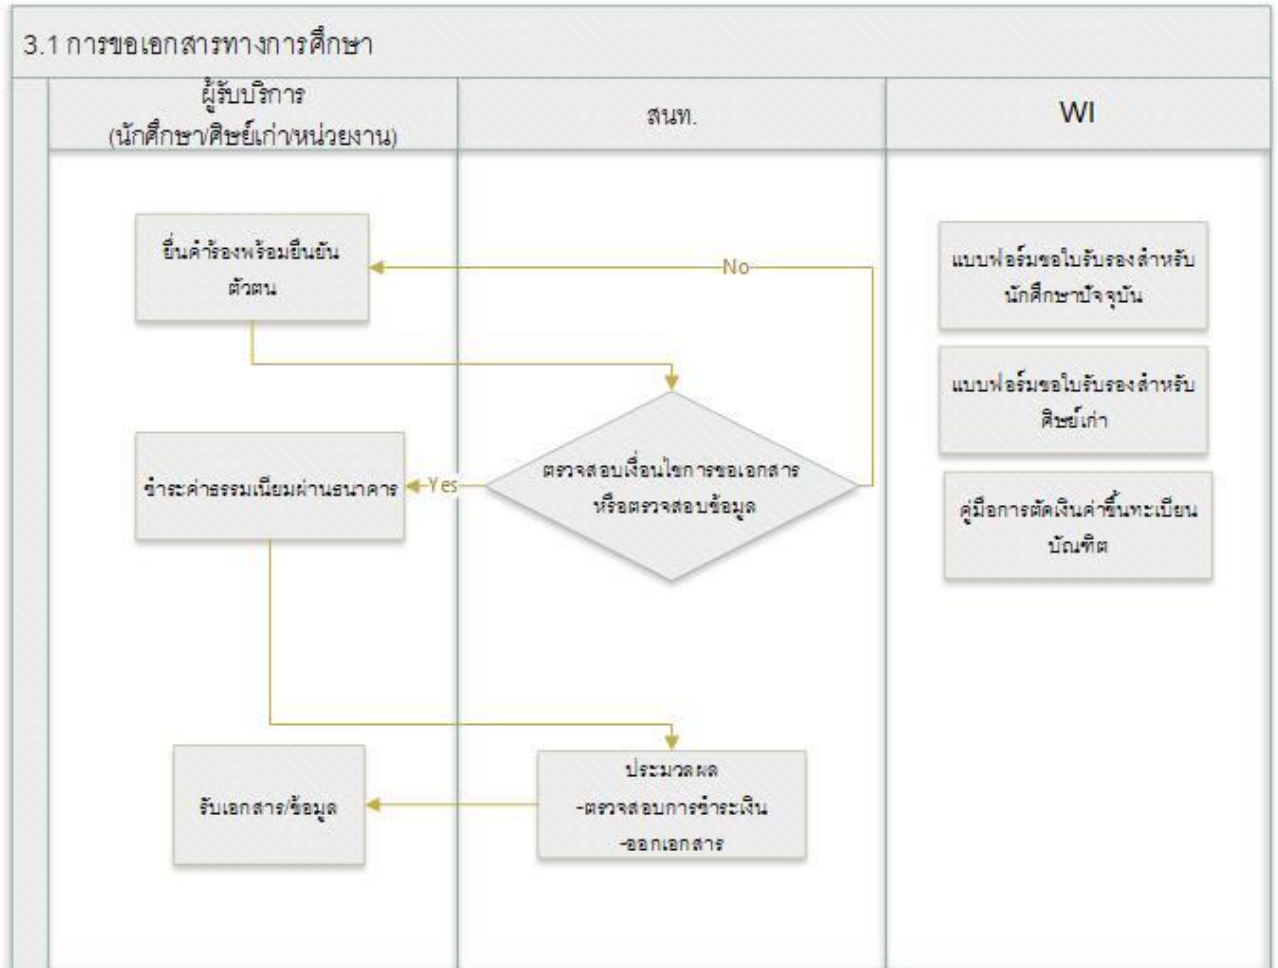 3.1 การขอเอกสารทางการศึกษา
ผู้รับบริการ
(นักศึกษา/ศิษย์เก่า/หน่วยงาน)
สนท.
WI
ยื่นคำร้องพร้อมยืนยัน
ตัวตน
No
แบบฟอร์มขอใบรับรองสำหรับ
นักศึกษาปัจจุบัน
แบบฟอร์มขอใบรับรองสำหรับ
ศิษย์เก่า
ชำระค่าธรรมเนียมผ่านธนาคาร
Yes
ตรวจสอบเงื่อนไขการขอเอกสาร
หรือตรวจสอบข้อมูล
คู่มือการตัดเงินค่าขึ้นทะเบียน
บัณฑิต
รับเอกสาร/ข้อมูล
ประมวลผล
-ตรวจสอบการชำระเงิน
-ออกเอกสาร